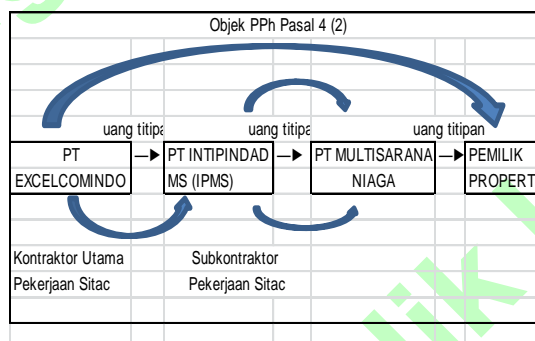 Objek PPh Pasal 4 (2)
uang titipa uang titipa uang titipan
PT PT INTIPINDAD PT MULTISARANA PEMILIK
EXCELCOMINDO MS (IPMS) NIAGA PROPERT
Kontraktor Utama Subkontraktor
Pekerjaan Sitac Pekerjaan Sitac